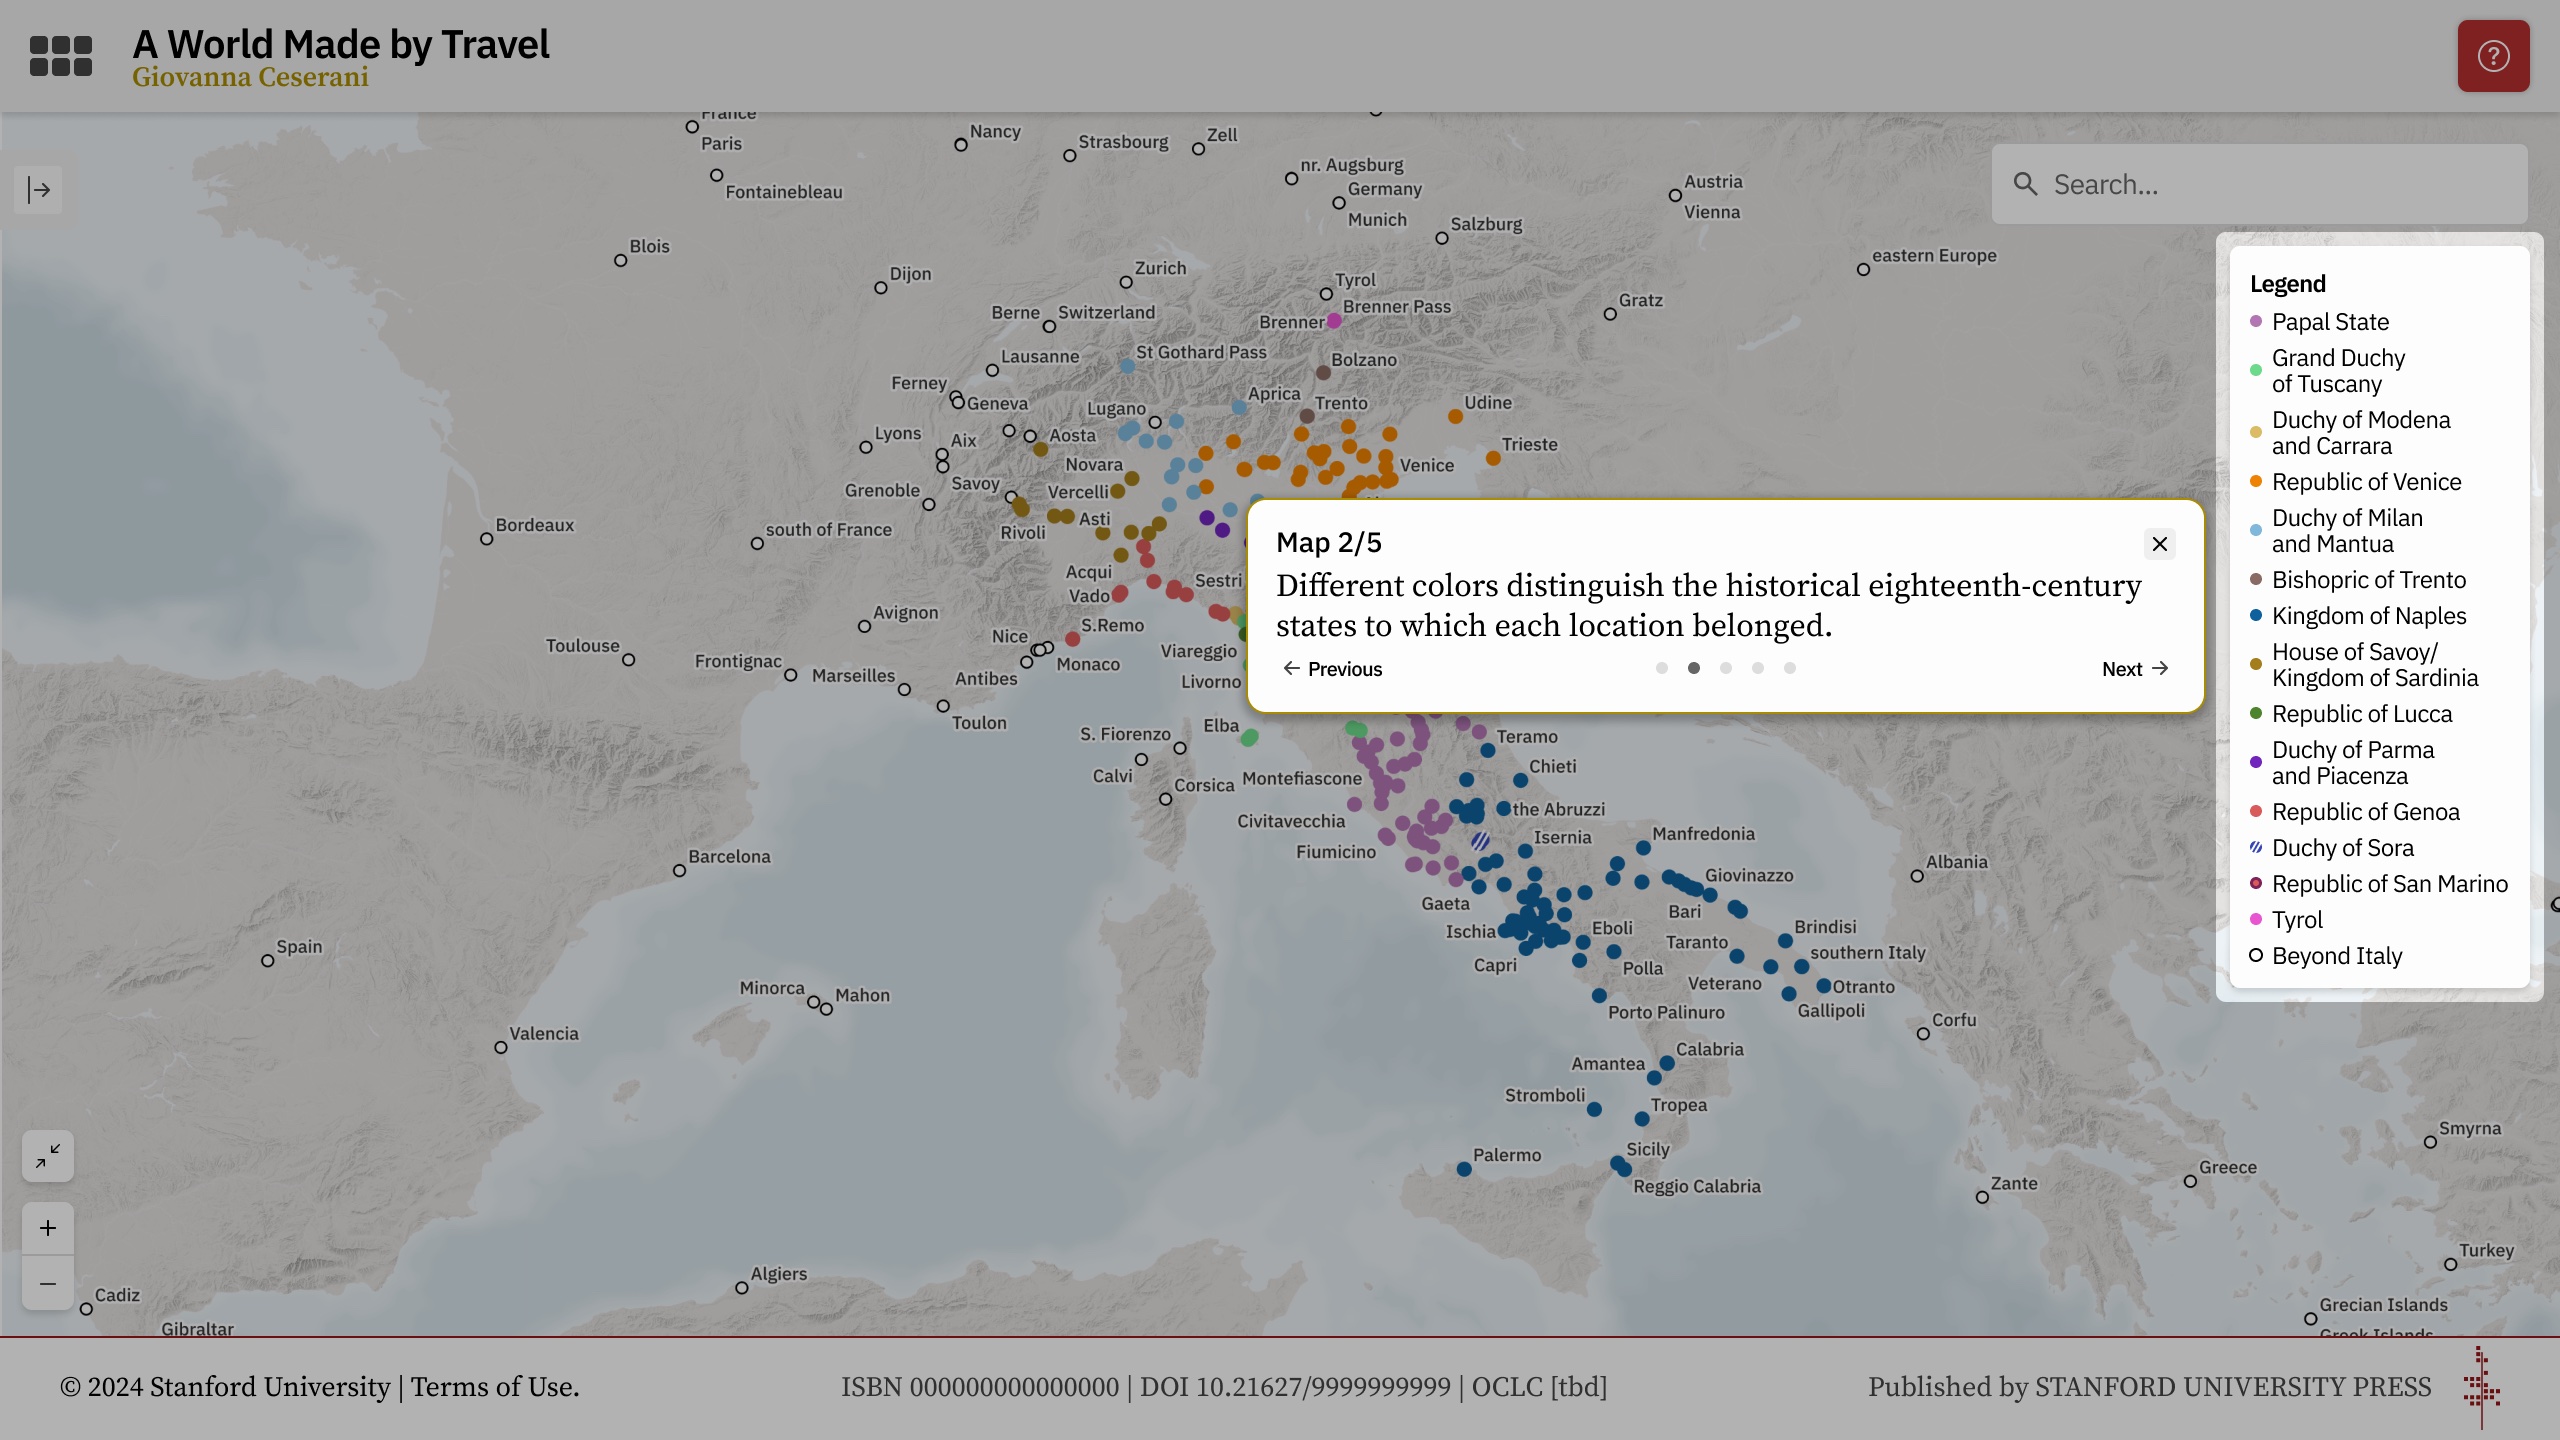 A World Made by Travel
Giovanna Ceserani
France
Paris
Nancy
Strasbourg
Zell
Fontainebleau
nr. Augsburg
Germany
Munich
Austria
Vienna
Search...
Salzburg
Blois
eastern Europe
Dijon
Zurich
Tyrol
Berne
Switzerland
Brenner Pass
Brenner
Gratz
Lausanne
St Gothard Pass
Bolzano
Ferney
Geneva
Aprica
Trento
Lugano
Udine
Lyons
Aix
Aosta
Trieste
Novara
Venice
Savoy
Vercelli
Grenoble
Asti
Rivoli
Bordeaux
south of France
Acqui
Sestri
Vado
Avignon
S.Remo
Nice
Monaco
Toulouse
Frontignac
Marseilles
Antibes
Viareggio
Livorno
Toulon
Map 2/5
Different colors distinguish the historical eighteenth-century
states to which each location belonged.
Previous
Next
S. Fiorenzo
Elba
Teramo
Calvi
Corsica
Montefiascone
Chieti
the Abruzzi
Civitavecchia
Isernia
Manfredonia
Fiumicino
Barcelona
Giovinazzo
Albania
Gaeta
Bari
Ischia
Eboli
Brindisi
Taranto
southern Italy
Spain
Capri
Polla
Veterano
Otranto
Minorca
Mahon
Porto Palinuro
Gallipoli
Corfu
Valencia
Calabria
Amantea
Stromboli
Tropea
Smyrna
Sicily
Palermo
Reggio Calabria
Greece
Zante
Turkey
Algiers
Cadiz
Grecian Islands
Greek Islands
Gibraltar
Legend
Papal State
Grand Duchy
of Tuscany
Duchy of Modena
and Carrara
Republic of Venice
Duchy of Milan
and Mantua
Bishopric of Trento
Kingdom of Naples
House of Savoy/
Kingdom of Sardinia
Republic of Lucca
Duchy of Parma
and Piacenza
Republic of Genoa
Duchy of Sora
Republic of San Marino
Tyrol
Beyond Italy
© 2024 Stanford University | Terms of Use.
ISBN 000000000000000 | DOI 10.21627/9999999999 | OCLC [tbd]
Published by STANFORD UNIVERSITY PRESS